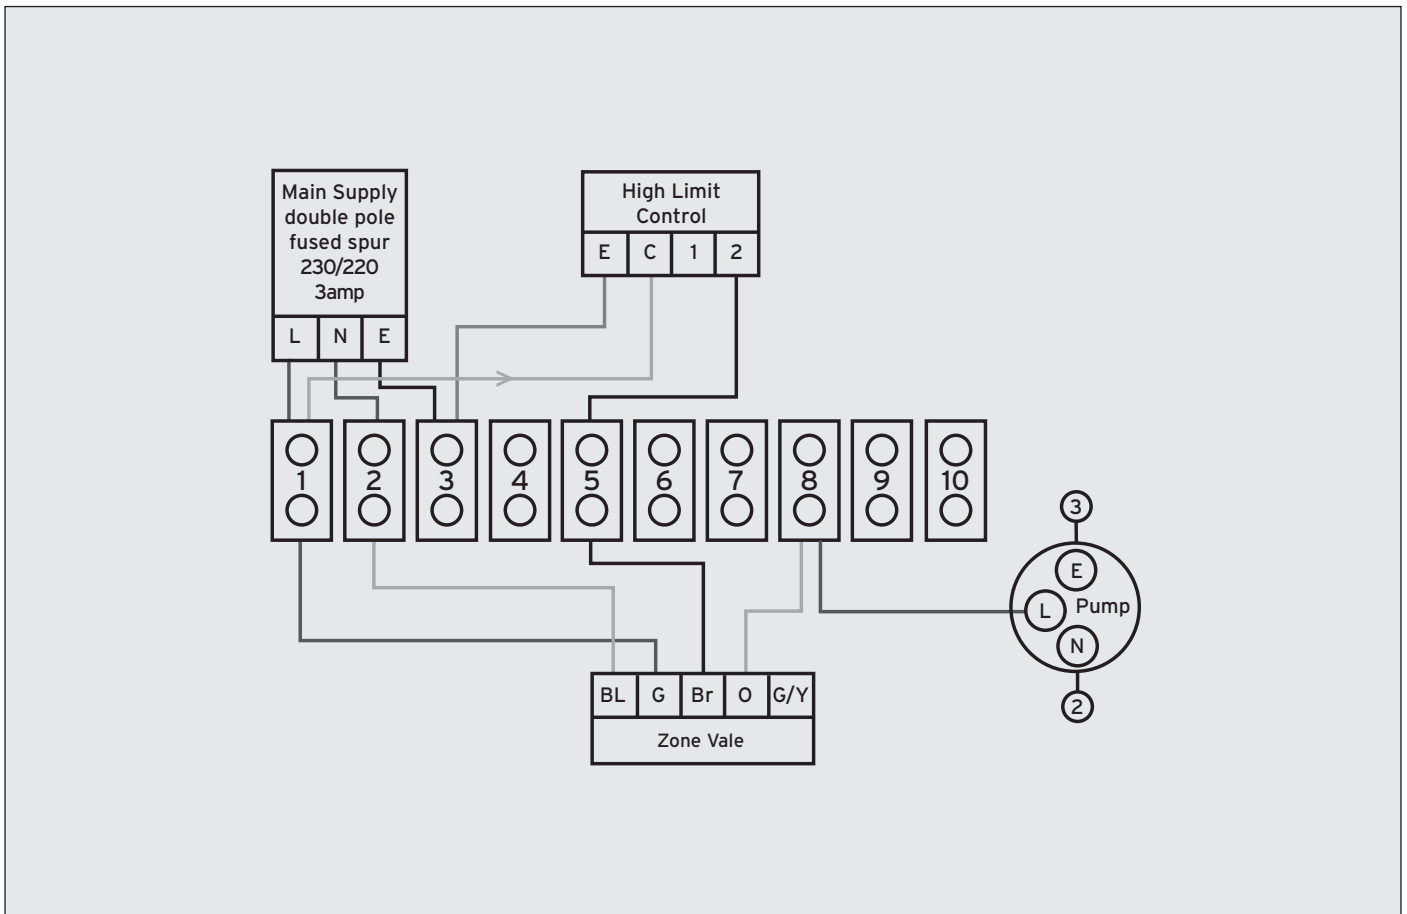 Main Supply
double pole
fused spur
230/220
3amp
L N E
High Limit
Control
E C 1 2
1 2 3 4 5 6 7 8 9 10
3
E
L Pump
N
2
BL G Br O G/Y
Zone Vale